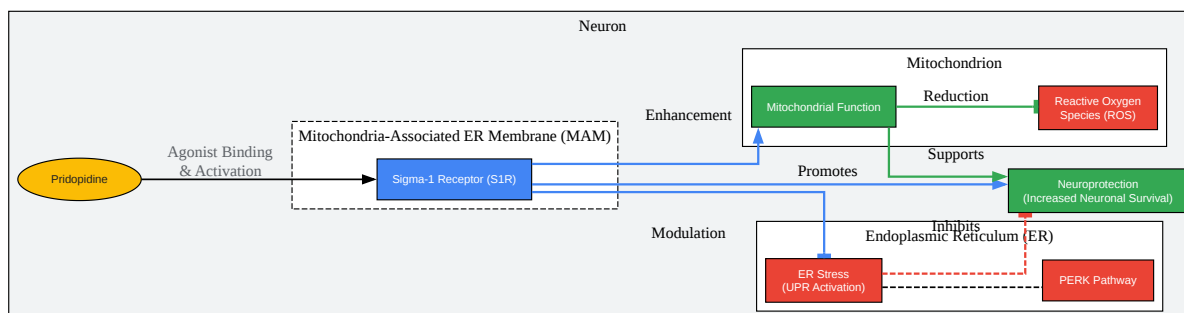 Neuron
Mitochondrion
Mitochondrial Function
Reduction
Reactive Oxygen
Species (ROS)
Enhancement
Mitochondria-Associated ER Membrane (MAM)
Agonist Binding
& Activation
Supports
Pridopidine
Sigma-1 Receptor (S1R)
Promotes
Neuroprotection
(Increased Neuronal Survival)
Modulation
Inhibits
Endoplasmic Reticulum (ER)
ER Stress
(UPR Activation)
PERK Pathway